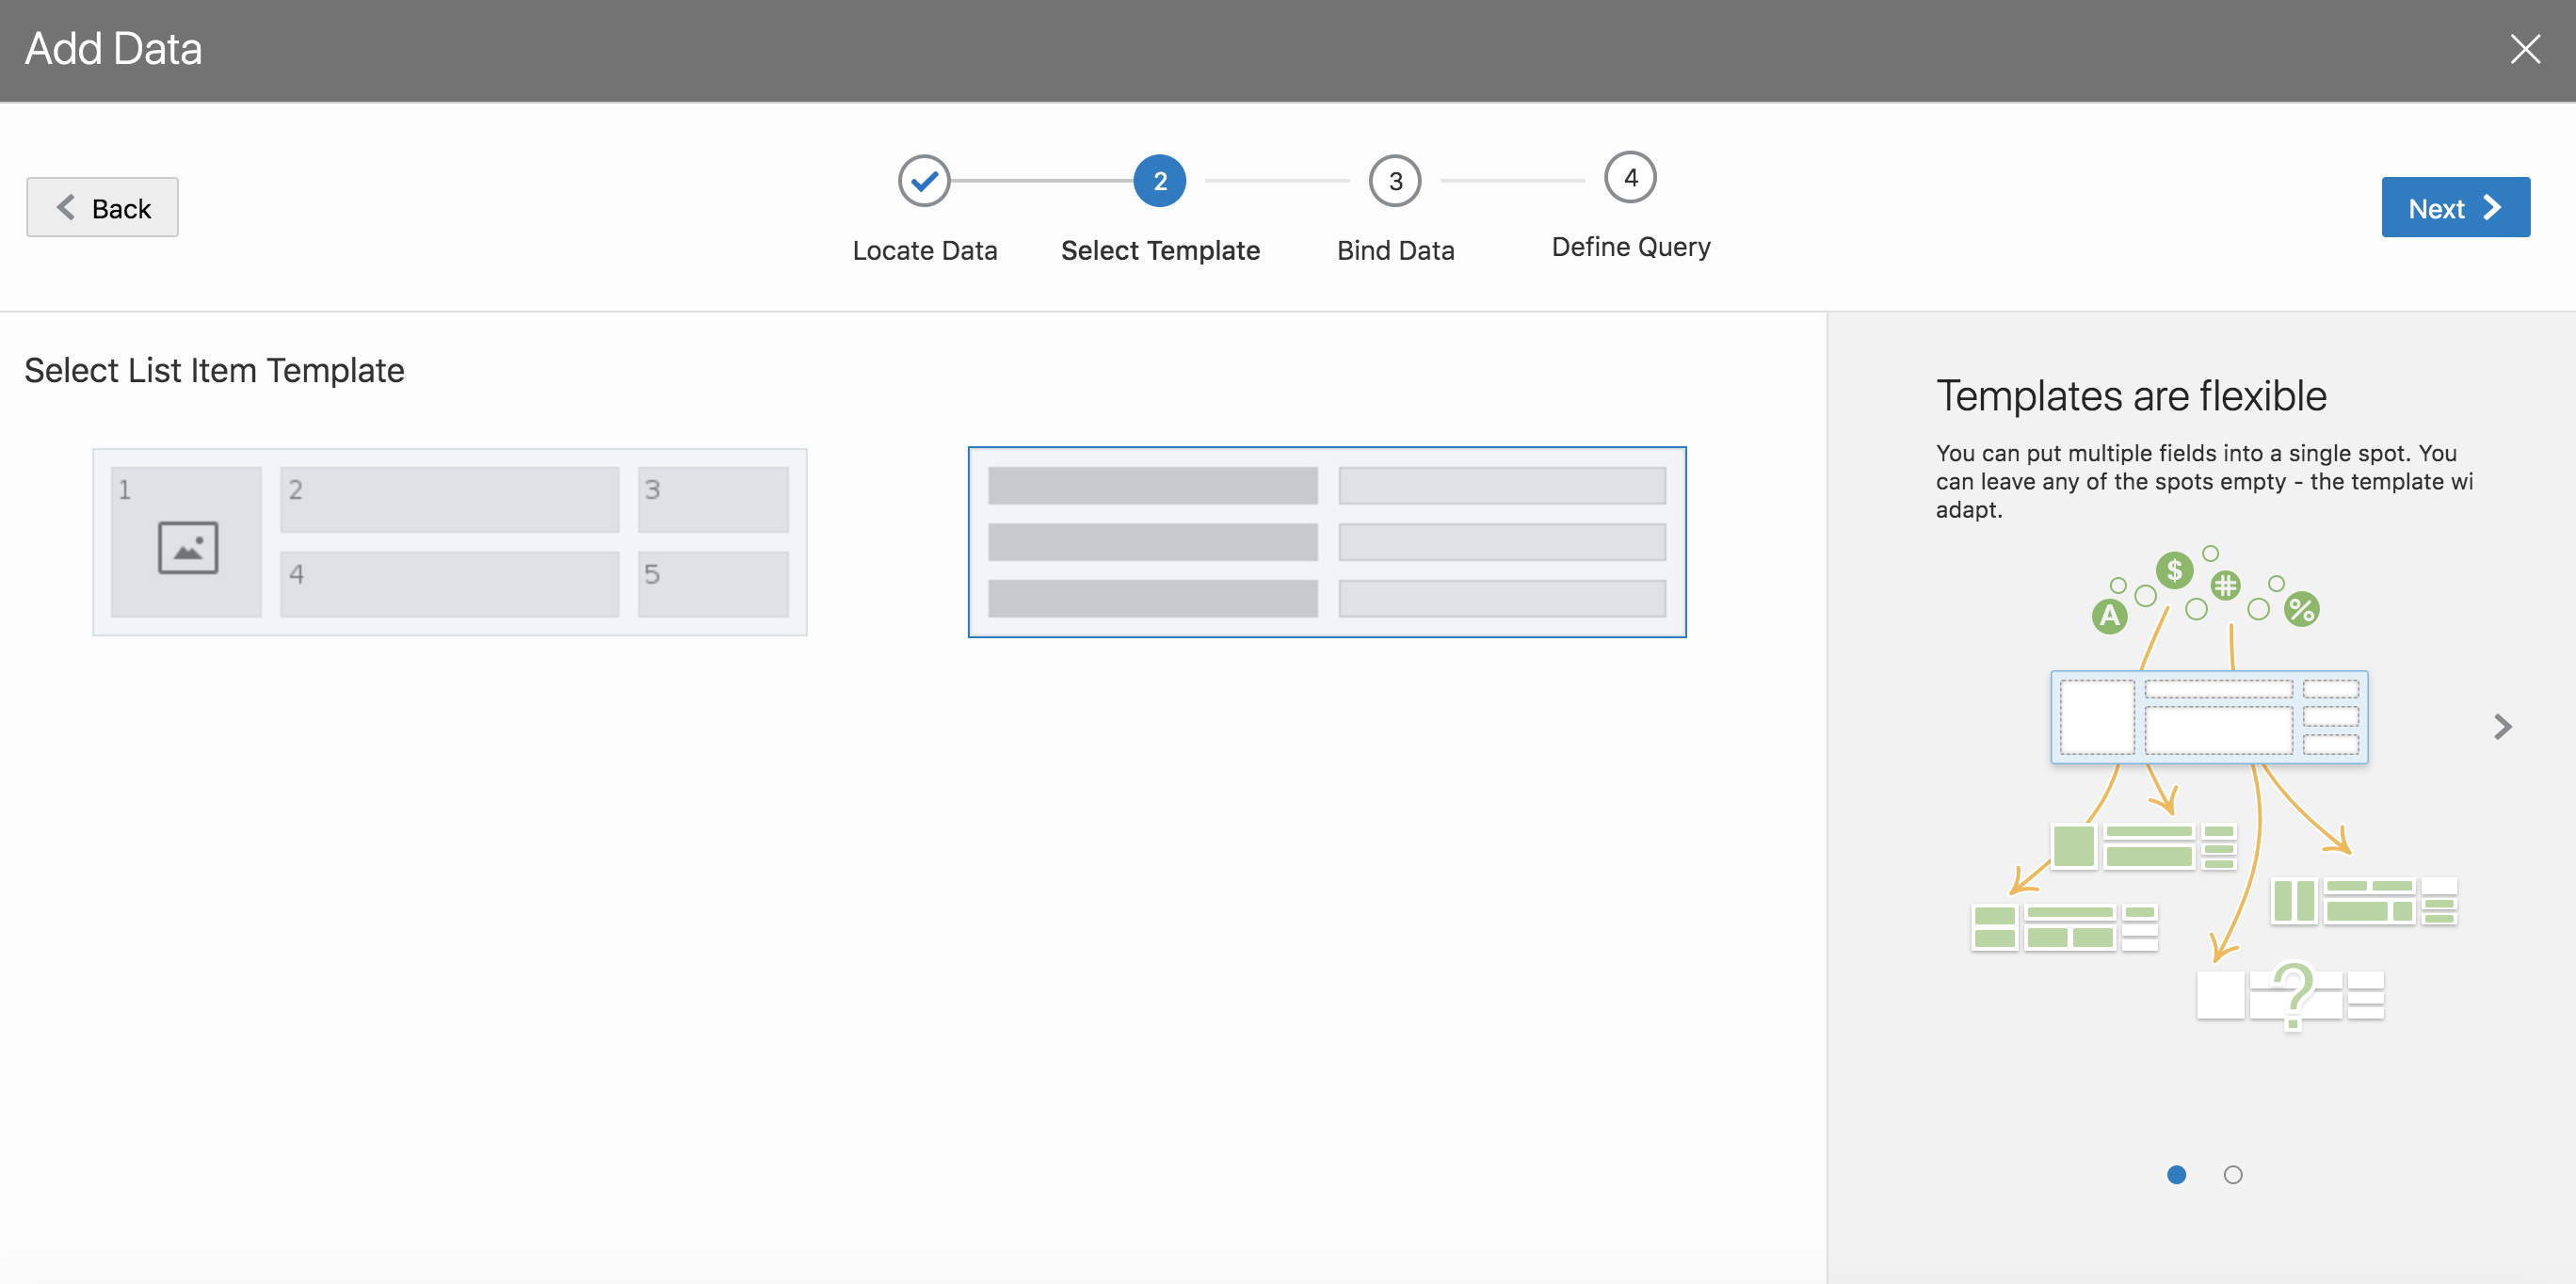 Add Data
Back
2
3
4
Locate Data
Select Template
Bind Data
Define Query
Next
Select List Item Template
1
2
3
4
5
Templates are flexible
You can put multiple fields into a single spot. You
can leave any of the spots empty - the template wi
adapt.
$
#
A
%
?